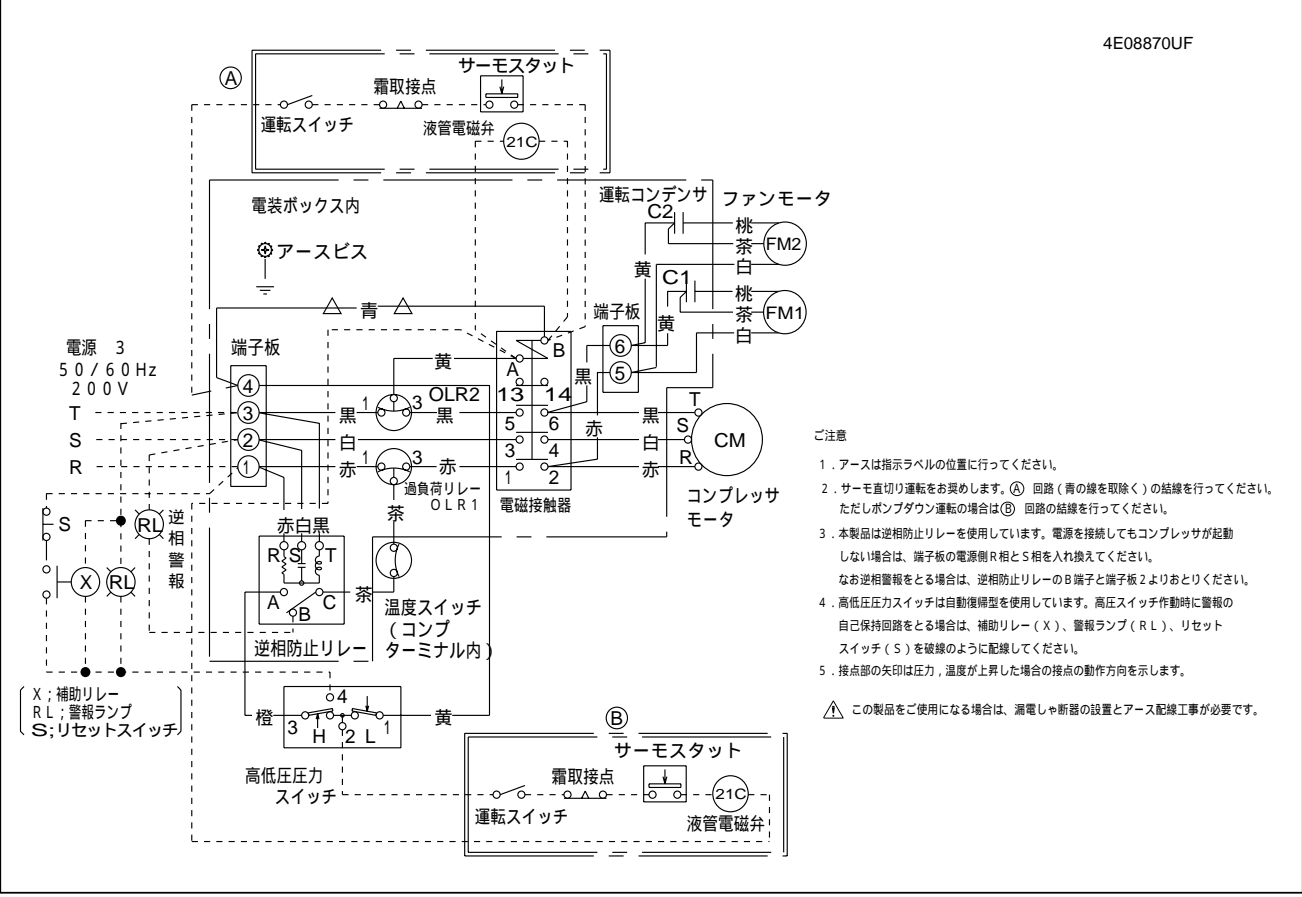 4E08870UF
Ⓐ
サーモスタット
霜取接点
運転スイッチ
液管電磁弁
21C
電装ボックス内
アースビス
運転コンデンサ
ファンモータ
C2
桃
茶
白
FM2
黄
C1
桃
茶
白
FM1
黄
端子板
6
5
青
電源 3
50/60Hz
200V
T
S
R
端子板
4
3
2
1
黄
OLR2
A
B
13
14
黒
1
3
黒
黒
5
6
白
3
4
赤
赤
1
3
赤
1
2
過負荷リレー
OLR1
電磁接触器
黒
白
赤
T
S
R
CM
コンプレッサ
モータ
S
RL
逆相警報
X
RL
赤白黒
R S T
A
B
C
茶
茶
逆相防止リレー
温度スイッチ
(コンプ
ターミナル内)
X;補助リレー
RL;警報ランプ
S;リセットスイッチ
橙
4
3
H
2
L
1
黄
高低圧圧力
スイッチ
Ⓑ
サーモスタット
霜取接点
運転スイッチ
21C
液管電磁弁
ご注意
1.アースは指示ラベルの位置に行ってください。
2.サーモ直切り運転をお奨めします。Ⓐ 回路(青の線を取除く)の結線を行ってください。
ただしポンプダウン運転の場合はⒷ 回路の結線を行ってください。
3.本製品は逆相防止リレーを使用しています。電源を接続してもコンプレッサが起動
しない場合は、端子板の電源側R相とS相を入れ換えてください。
なお逆相警報をとる場合は、逆相防止リレーのB端子と端子板2よりおとりください。
4.高低圧圧力スイッチは自動復帰型を使用しています。高圧スイッチ作動時に警報の
自己保持回路をとる場合は、補助リレー(X)、警報ランプ(RL)、リセット
スイッチ(S)を破線のように配線してください。
5.接点部の矢印は圧力,温度が上昇した場合の接点の動作方向を示します。
この製品をご使用になる場合は、漏電しゃ断器の設置とアース配線工事が必要です。